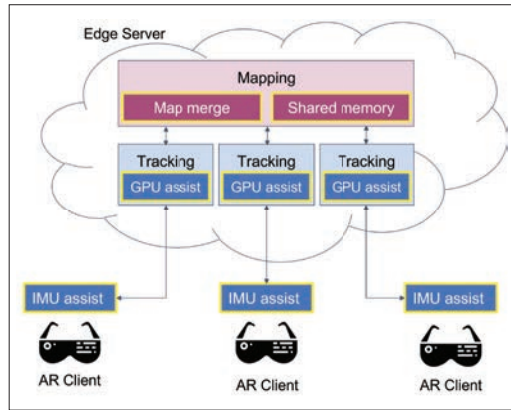 Edge Server
Mapping
Map merge Shared memory
Tracking Tracking Tracking
GPU assist GPU assist GPU assist
IMU assist IMU assist IMU assist
AR Client AR Client AR Client